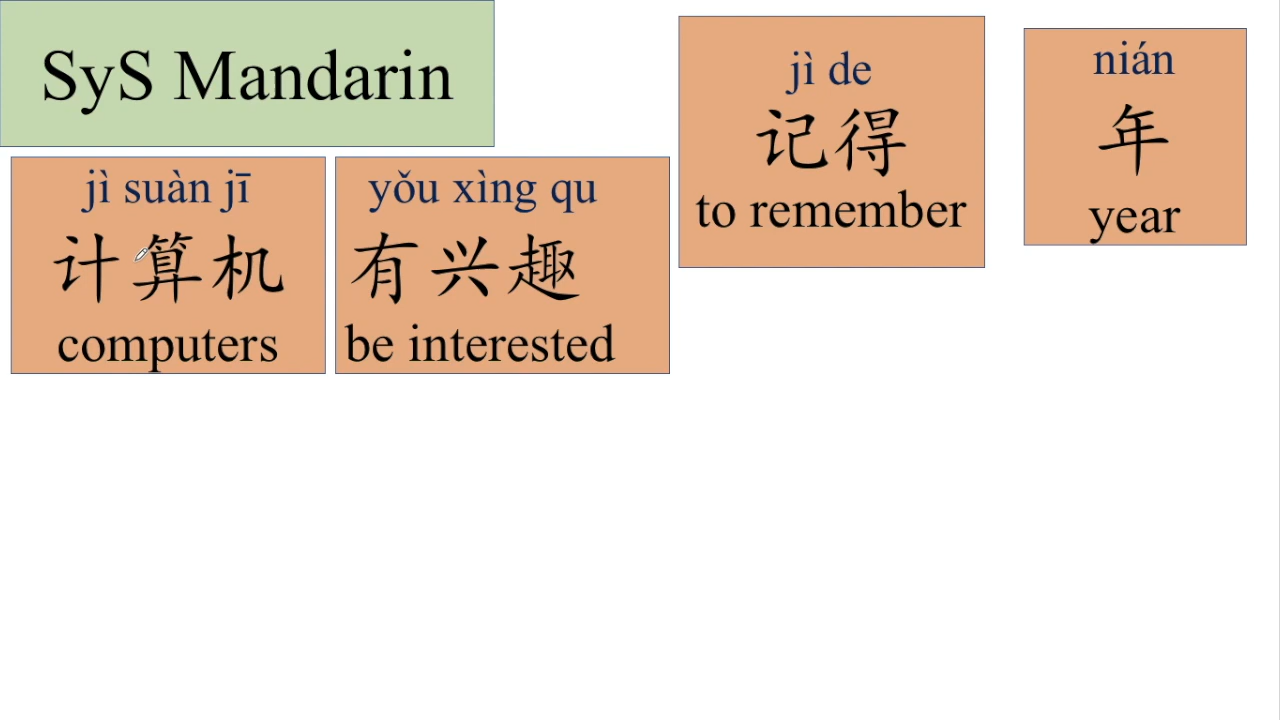 SyS Mandarin
jì suàn jī
计算机
computers
yǒu xìng qu
有兴趣
be interested
jì de
记得
to remember
nián
年
year